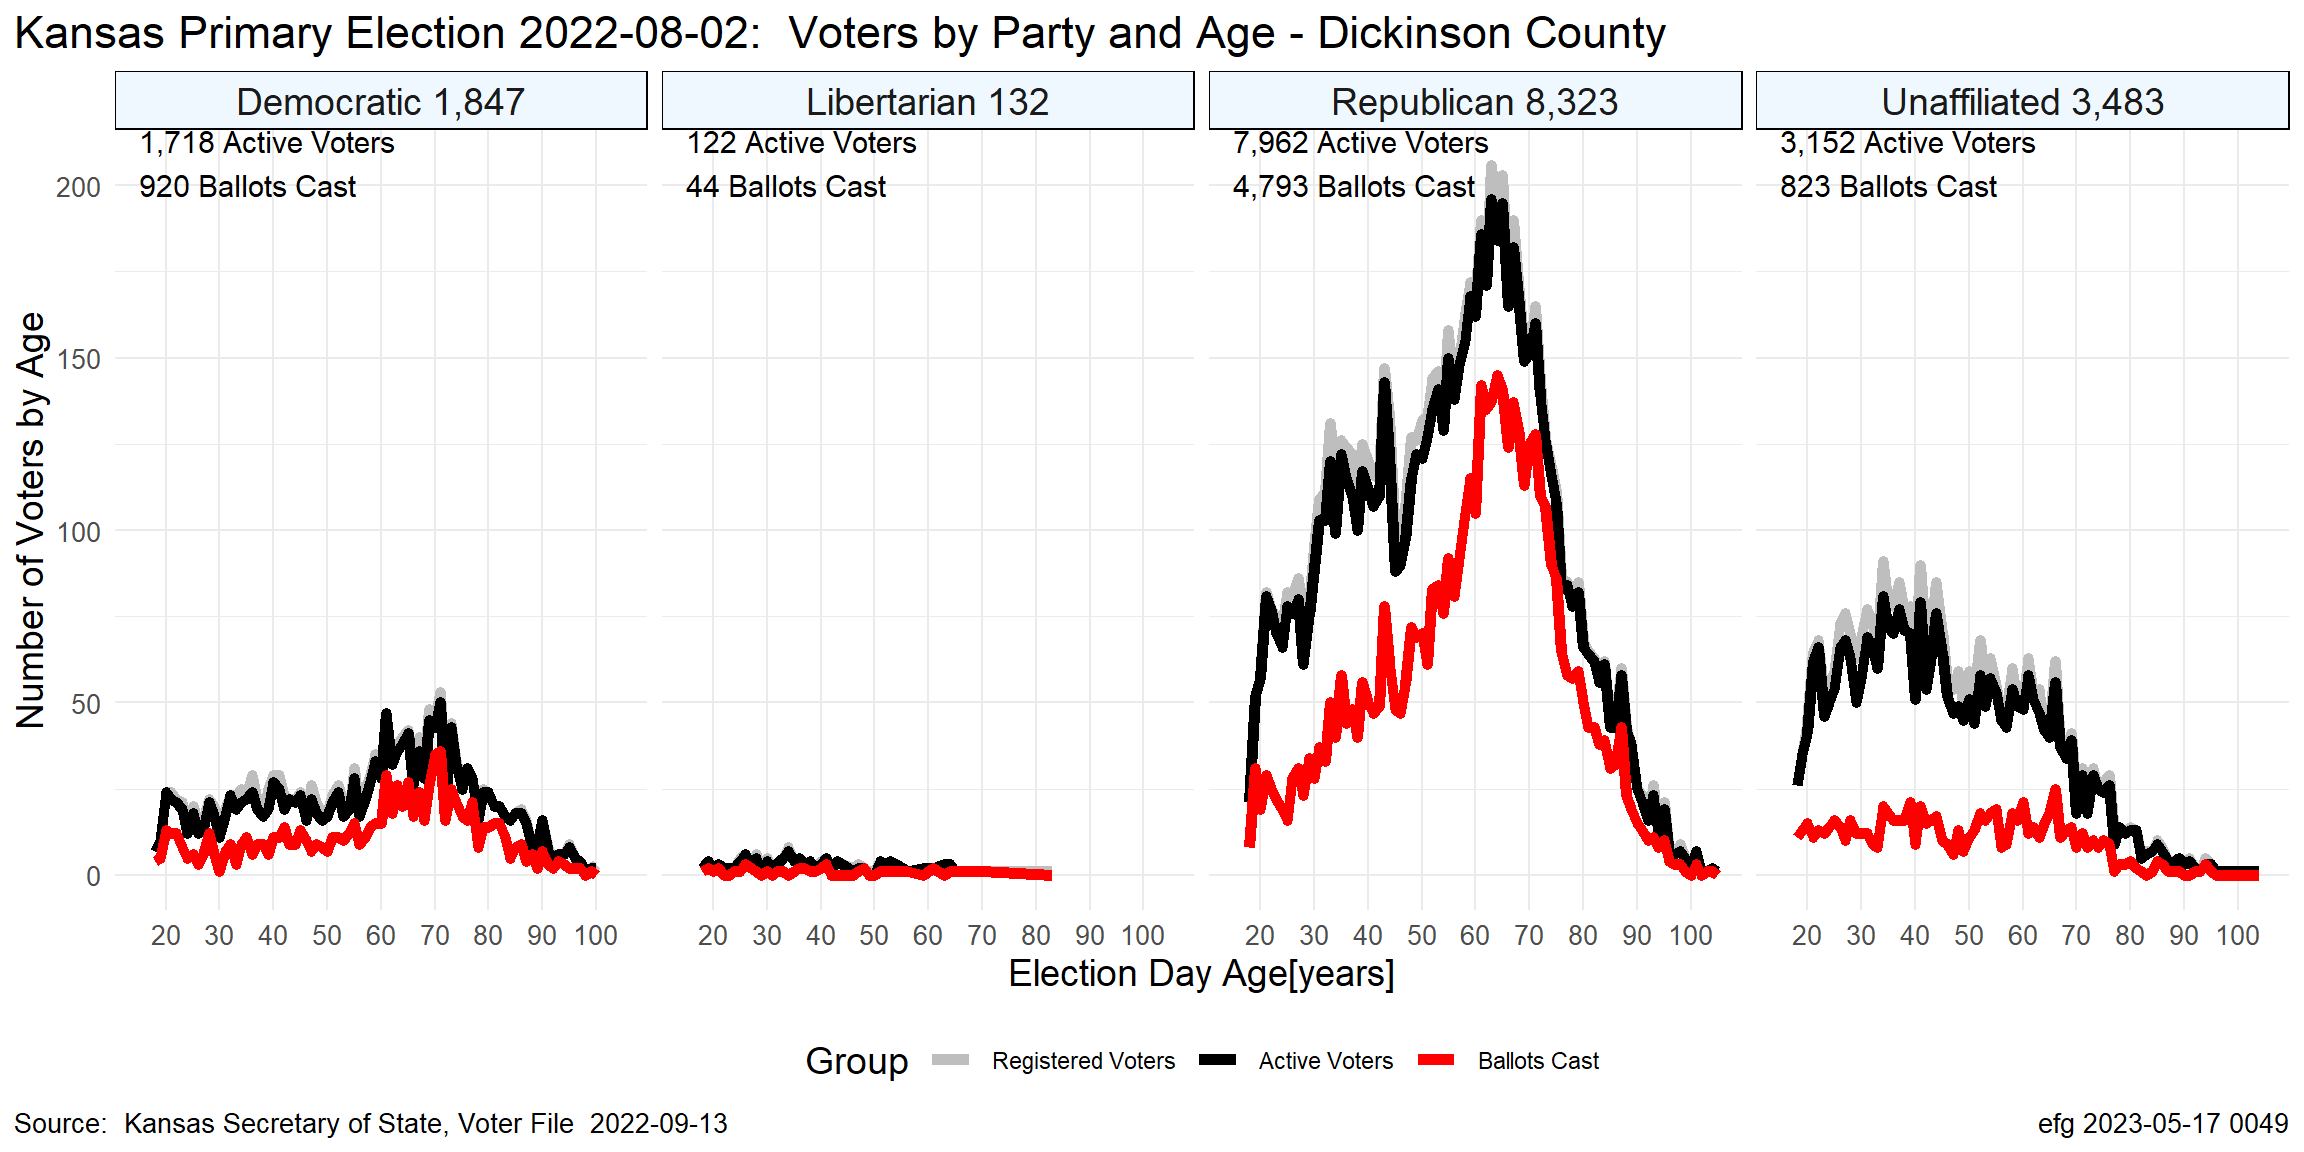 Kansas Primary Election 2022-08-02:  Voters by Party and Age - Dickinson County
Democratic 1,847
Libertarian 132
Republican 8,323
Unaffiliated 3,483
1,718 Active Voters
920 Ballots Cast
122 Active Voters
44 Ballots Cast
7,962 Active Voters
4,793 Ballots Cast
3,152 Active Voters
823 Ballots Cast
Number of Voters by Age
200
150
100
50
0
20 30 40 50 60 70 80 90 100
20 30 40 50 60 70 80 90 100
20 30 40 50 60 70 80 90 100
20 30 40 50 60 70 80 90 100
Election Day Age[years]
Group Registered Voters Active Voters Ballots Cast
Source:  Kansas Secretary of State, Voter File  2022-09-13
efg 2023-05-17 0049